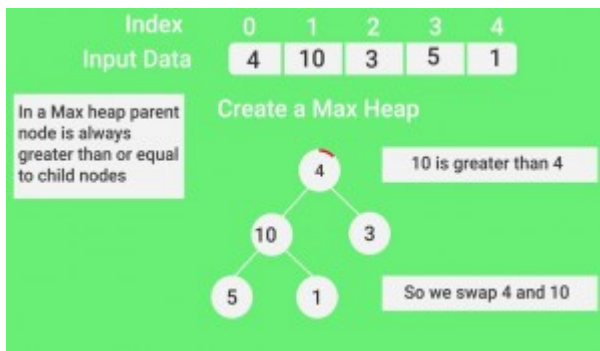 Index 0 1 2 3 4
Input Data 4 10 3 5 1
In a Max heap parent
node is always
greater than or equal
to child nodes
Create a Max Heap
4
10 is greater than 4
10 3
5 1
So we swap 4 and 10